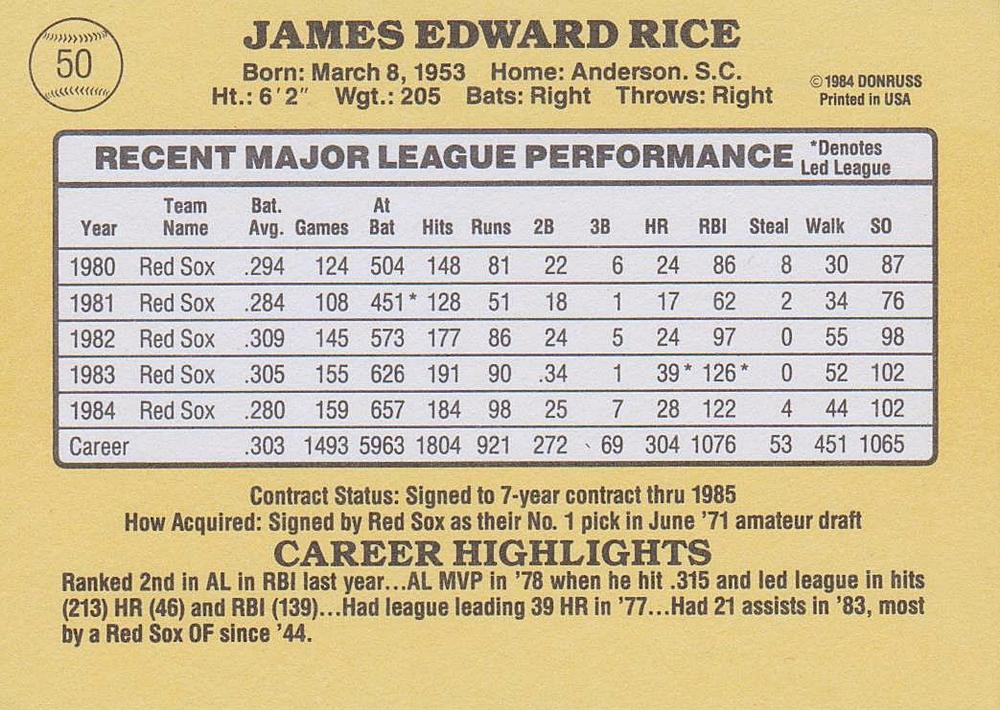 50
JAMES EDWARD RICE
Born: March 8, 1953 Home: Anderson. S.C.
Ht.: 6'2" Wgt.: 205 Bats: Right Throws: Right
©1984 DONRUSS
Printed in USA
RECENT MAJOR LEAGUE PERFORMANCE *Denotes
Led League
Year Team Name Bat. Avg. Games At Bat Hits Runs 2B 3B HR RBI Steal Walk SO
1980 Red Sox .294 124 504 148 81 22 6 24 86 8 30 87
1981 Red Sox .284 108 451* 128 51 18 1 17 62 2 34 76
1982 Red Sox .309 145 573 177 86 24 5 24 97 0 55 98
1983 Red Sox .305 155 626 191 90 .34 1 39* 126* 0 52 102
1984 Red Sox .280 159 657 184 98 25 7 28 122 4 44 102
Career .303 1493 5963 1804 921 272 69 304 1076 53 451 1065
Contract Status: Signed to 7-year contract thru 1985
How Acquired: Signed by Red Sox as their No. 1 pick in June '71 amateur draft
CAREER HIGHLIGHTS
Ranked 2nd in AL in RBI last year...AL MVP in '78 when he hit .315 and led league in hits
(213) HR (46) and RBI (139)...Had league leading 39 HR in '77...Had 21 assists in '83, most
by a Red Sox OF since '44.